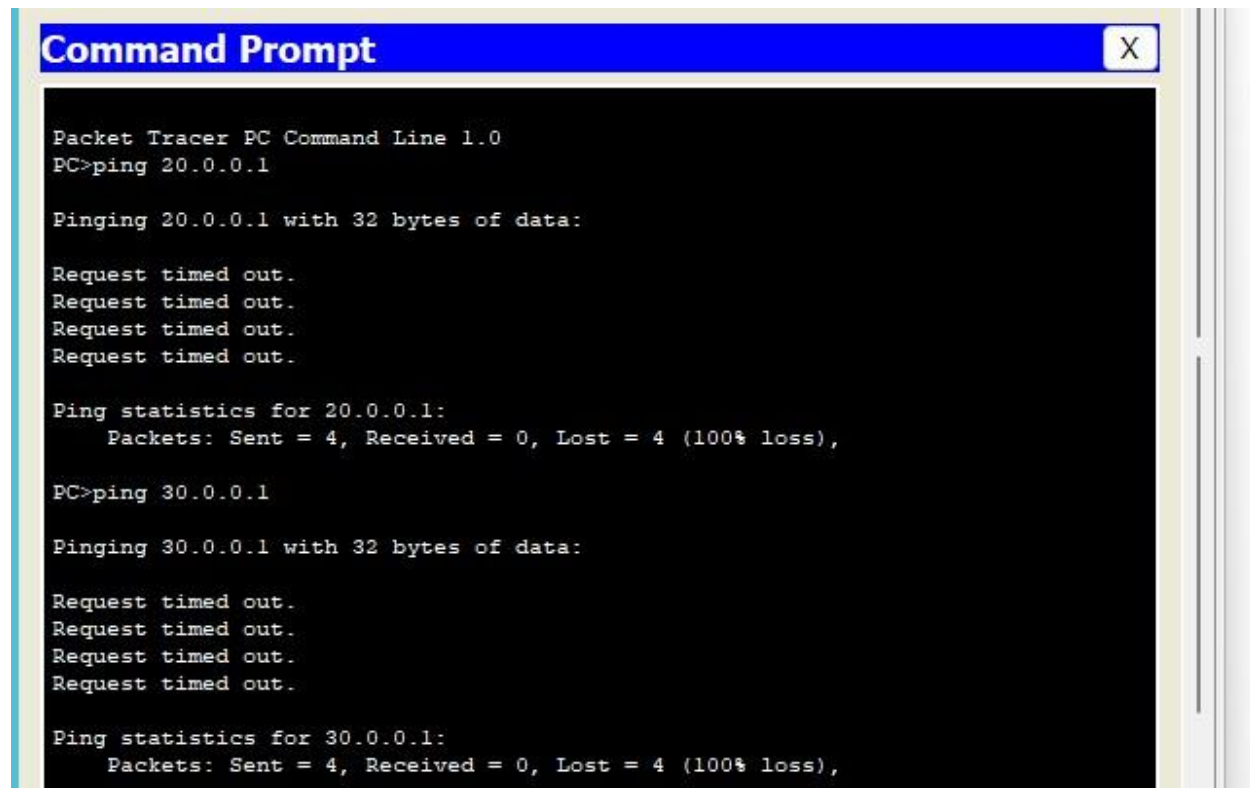 Command Prompt
X
Packet Tracer PC Command Line 1.0
PC>ping 20.0.0.1
Pinging 20.0.0.1 with 32 bytes of data:
Request timed out.
Request timed out.
Request timed out.
Request timed out.
Ping statistics for 20.0.0.1:
Packets: Sent = 4, Received = 0, Lost = 4 (100% loss),
PC>ping 30.0.0.1
Pinging 30.0.0.1 with 32 bytes of data:
Request timed out.
Request timed out.
Request timed out.
Request timed out.
Ping statistics for 30.0.0.1:
Packets: Sent = 4, Received = 0, Lost = 4 (100% loss),